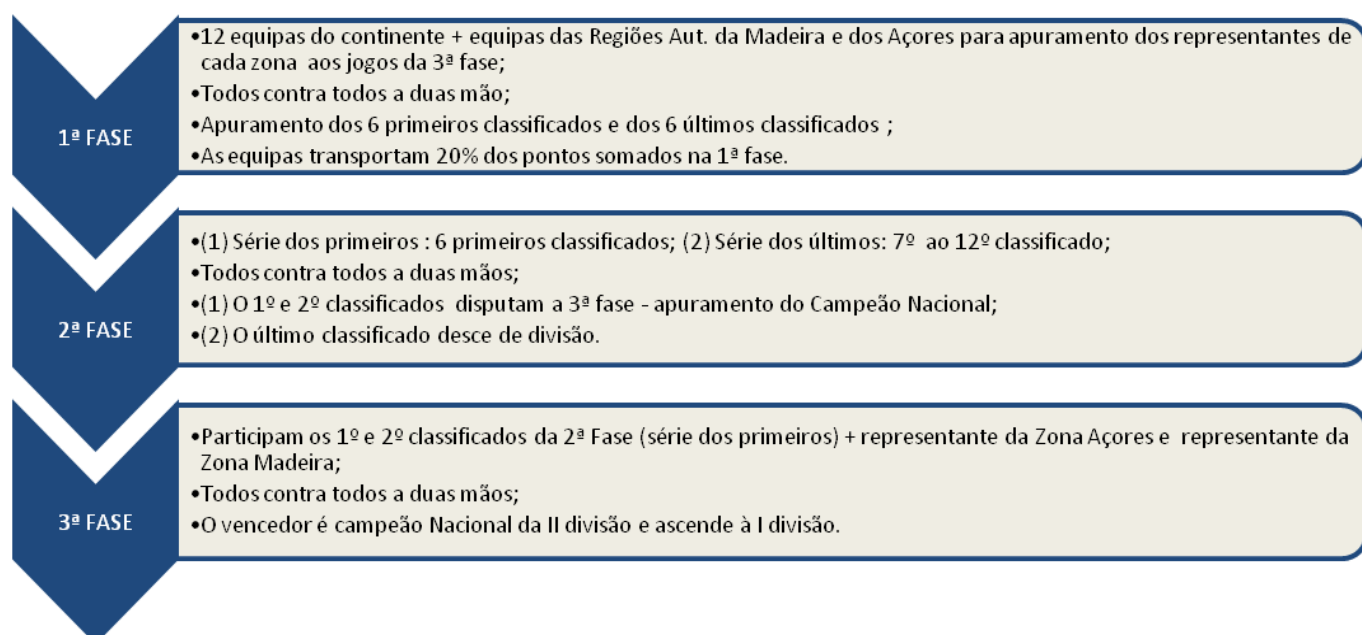 1ª FASE
•12 equipas do continente + equipas das Regiões Aut. da Madeira e dos Açores para apuramento dos representantes de
cada zona aos jogos da 3ª fase;
•Todos contra todos a duas mão;
•Apuramento dos 6 primeiros classificados e dos 6 últimos classificados ;
•As equipas transportam 20% dos pontos somados na 1ª fase.
2ª FASE
•(1) Série dos primeiros : 6 primeiros classificados; (2) Série dos últimos: 7º ao 12º classificado;
•Todos contra todos a duas mãos;
•(1) O 1º e 2º classificados disputam a 3ª fase - apuramento do Campeão Nacional;
•(2) O último classificado desce de divisão.
3ª FASE
•Participam os 1º e 2º classificados da 2ª Fase (série dos primeiros) + representante da Zona Açores e representante da
Zona Madeira;
•Todos contra todos a duas mãos;
•O vencedor é campeão Nacional da II divisão e ascende à I divisão.